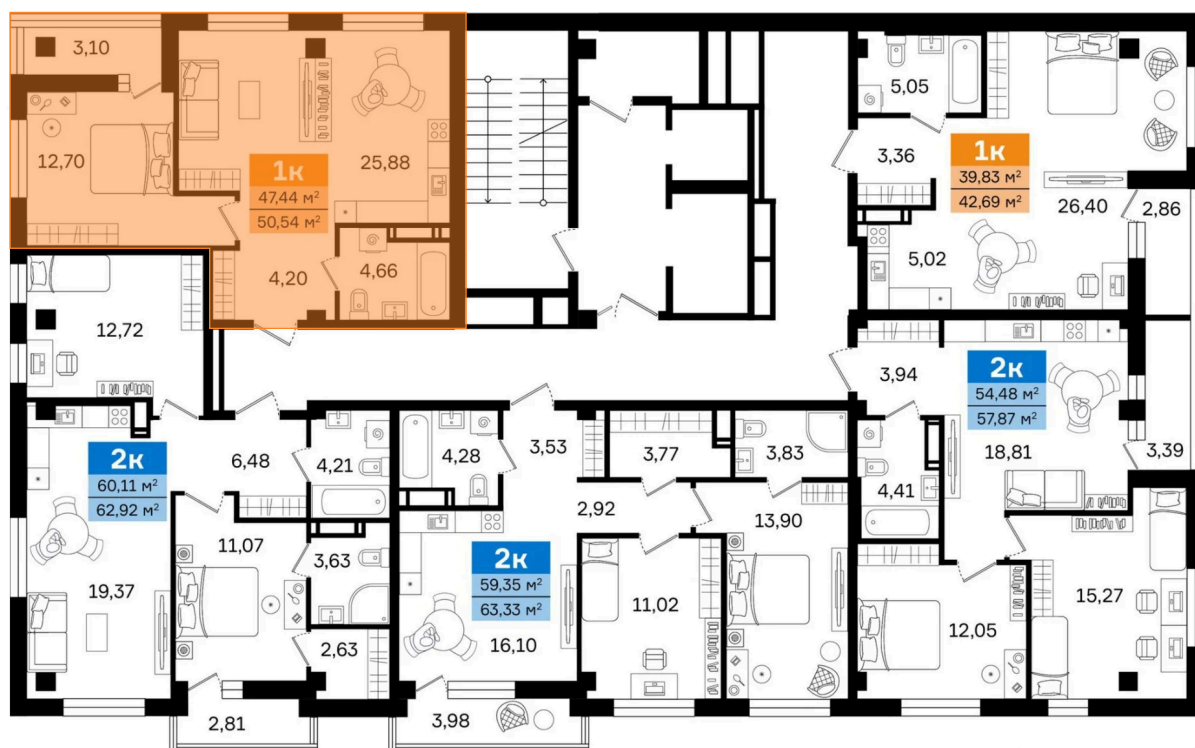 3,10
12,70
25,88
1к
47,44 м²
50,54 м²
4,20
4,66
5,05
3,36
1к
39,83 м²
42,69 м²
26,40
2,86
5,02
12,72
2к
60,11 м²
62,92 м²
6,48
4,21
11,07
3,63
19,37
2,63
2,81
4,28
3,53
3,77
3,83
2,92
13,90
2к
59,35 м²
63,33 м²
11,02
16,10
3,98
3,94
2к
54,48 м²
57,87 м²
18,81
3,39
4,41
15,27
12,05